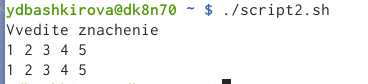 ydbashkirova@dk8n70 ~ $ ./script2.sh
Vvedite znachenie
1 2 3 4 5
1 2 3 4 5